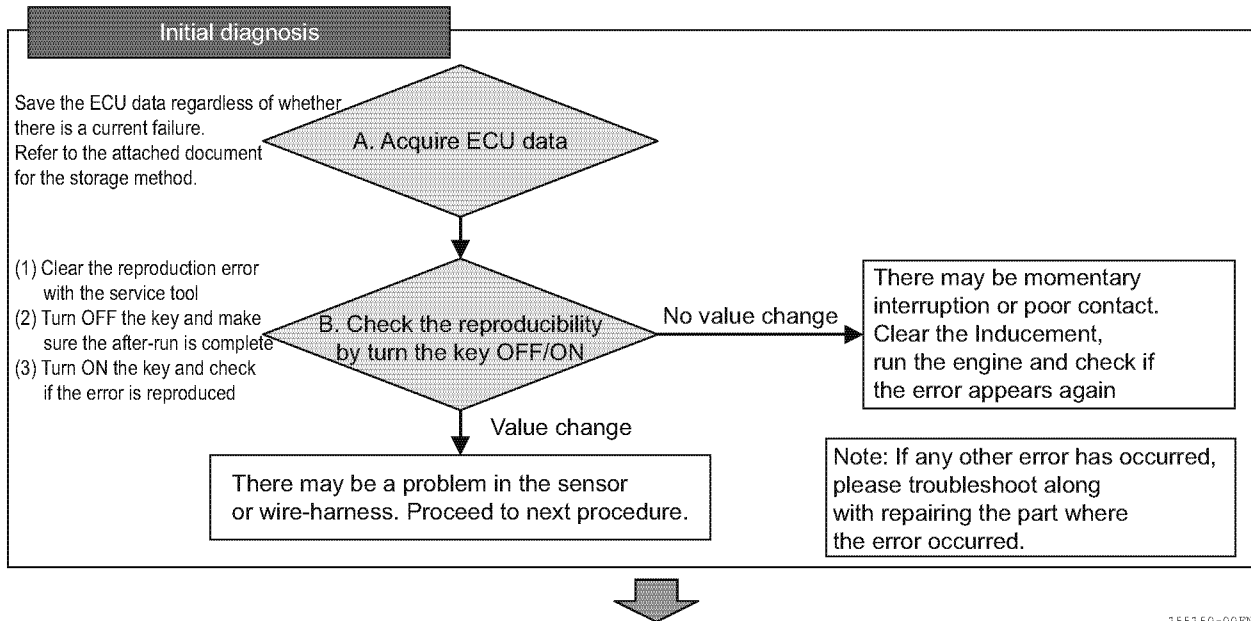 Initial diagnosis
Save the ECU data regardless of whether
there is a current failure.
Refer to the attached document
for the storage method.
A. Acquire ECU data
(1) Clear the reproduction error
with the service tool
(2) Turn OFF the key and make
sure the after-run is complete
(3) Turn ON the key and check
if the error is reproduced
B. Check the reproducibility
by turn the key OFF/ON
No value change
There may be momentary
interruption or poor contact.
Clear the Inducement,
run the engine and check if
the error appears again
Value change
There may be a problem in the sensor
or wire-harness. Proceed to next procedure.
Note: If any other error has occurred,
please troubleshoot along
with repairing the part where
the error occurred.